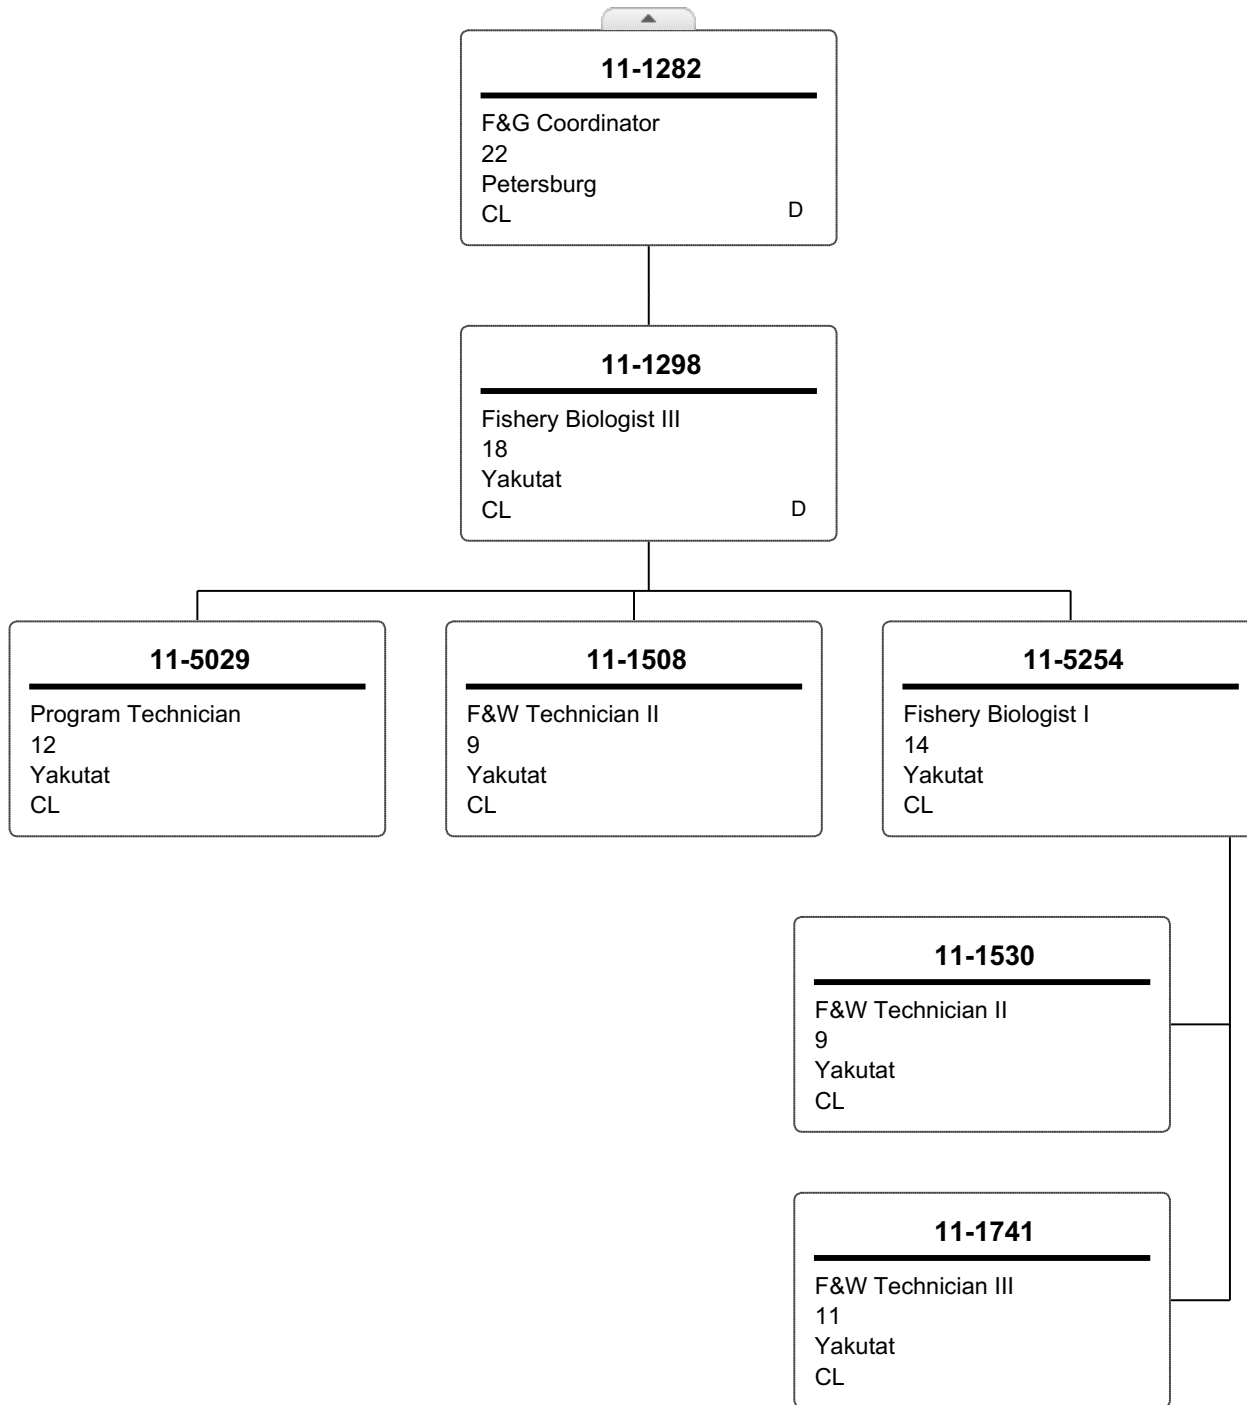 11-1282
F&G Coordinator
22
Petersburg
CL D
11-1298
Fishery Biologist III
18
Yakutat
CL D
11-5029
Program Technician
12
Yakutat
CL
11-1508
F&W Technician II
9
Yakutat
CL
11-5254
Fishery Biologist I
14
Yakutat
CL
11-1530
F&W Technician II
9
Yakutat
CL
11-1741
F&W Technician III
11
Yakutat
CL